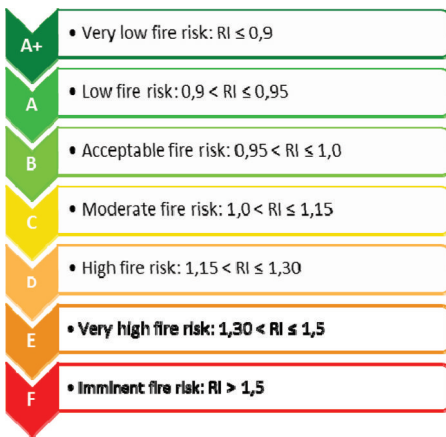 A+ • Very low fire risk: RI ≤ 0,9
A • Low fire risk: 0,9 < RI ≤ 0,95
B • Acceptable fire risk: 0,95 < RI ≤ 1,0
C • Moderate fire risk: 1,0 < RI ≤ 1,15
D • High fire risk: 1,15 < RI ≤ 1,30
E • Very high fire risk: 1,30 < RI ≤ 1,5
F • Imminent fire risk: RI > 1,5